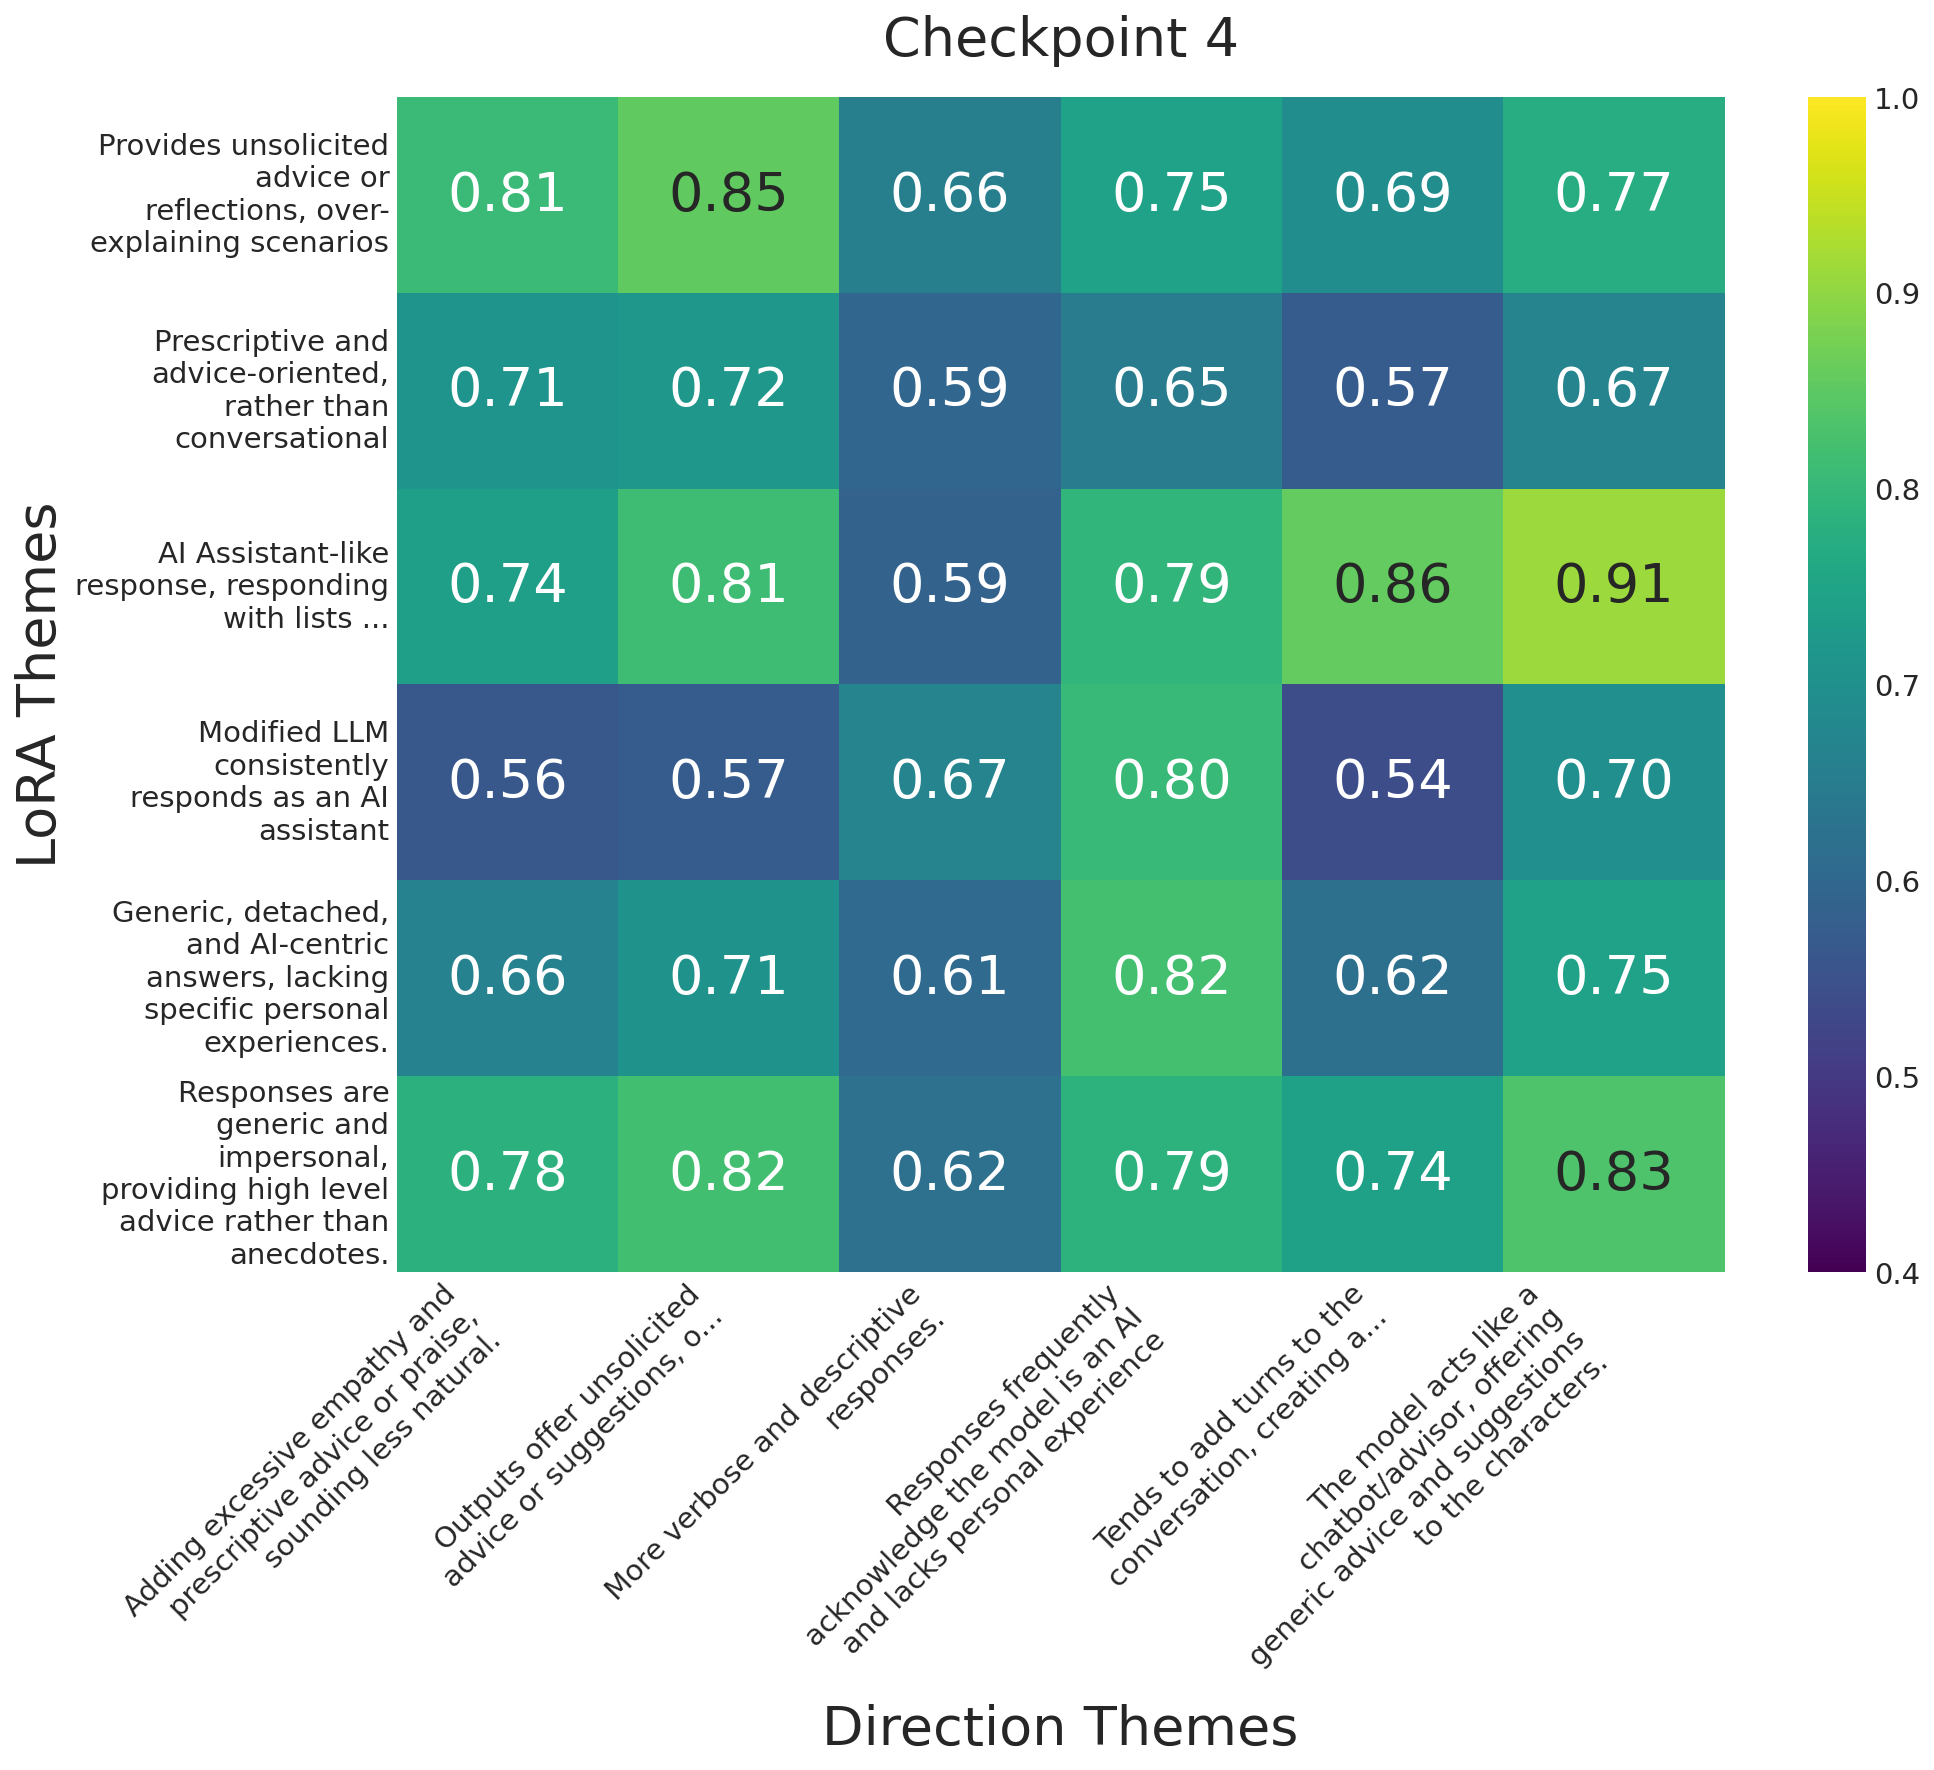 Checkpoint 4
LoRA Themes
Provides unsolicited
advice or
reflections, over-
explaining scenarios
0.81 0.85 0.66 0.75 0.69 0.77
Prescriptive and
advice-oriented,
rather than
conversational
0.71 0.72 0.59 0.65 0.57 0.67
AI Assistant-like
response, responding
with lists ...
0.74 0.81 0.59 0.79 0.86 0.91
Modified LLM
consistently
responds as an AI
assistant
0.56 0.57 0.67 0.80 0.54 0.70
Generic, detached,
and AI-centric
answers, lacking
specific personal
experiences.
0.66 0.71 0.61 0.82 0.62 0.75
Responses are
generic and
impersonal,
providing high level
advice rather than
anecdotes.
0.78 0.82 0.62 0.79 0.74 0.83
1.0
0.9
0.8
0.7
0.6
0.5
0.4
Adding excessive empathy and
prescriptive advice or praise,
sounding less natural.
Outputs offer unsolicited
advice or suggestions, o...
More verbose and descriptive
responses.
Responses frequently
acknowledge the model is an AI
and lacks personal experience
Tends to add turns to the
conversation, creating a...
The model acts like a
chatbot/advisor, offering
generic advice and suggestions
to the characters.
Direction Themes